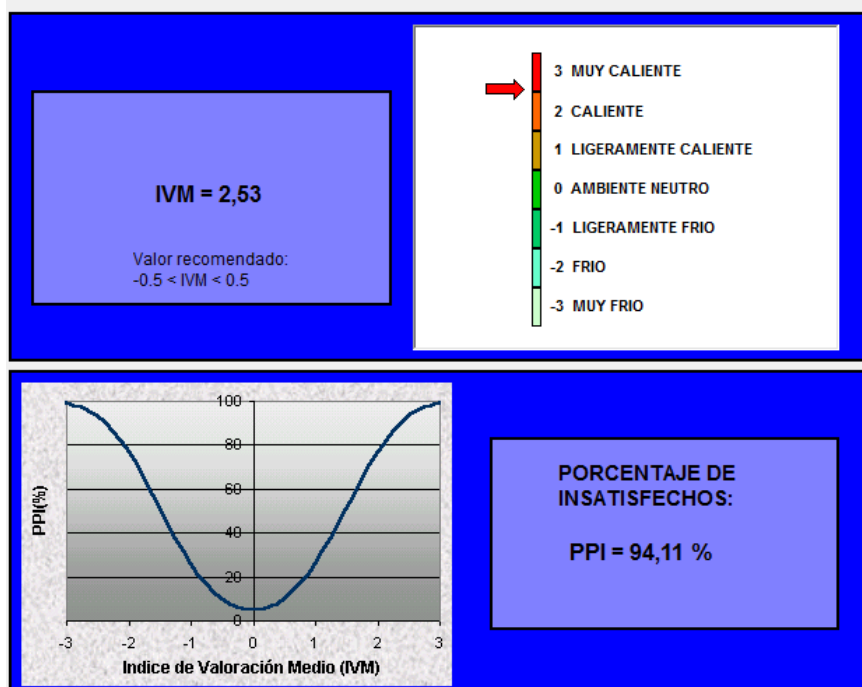 IVM = 2,53
Valor recomendado:
-0.5 < IVM < 0.5
3 MUY CALIENTE
2 CALIENTE
1 LIGERAMENTE CALIENTE
0 AMBIENTE NEUTRO
-1 LIGERAMENTE FRIO
-2 FRIO
-3 MUY FRIO
PPI(%)
100
80
60
40
20
0
-3 -2 -1 0 1 2 3
Indice de Valoración Medio (IVM)
PORCENTAJE DE
INSATISFECHOS:
PPI = 94,11 %